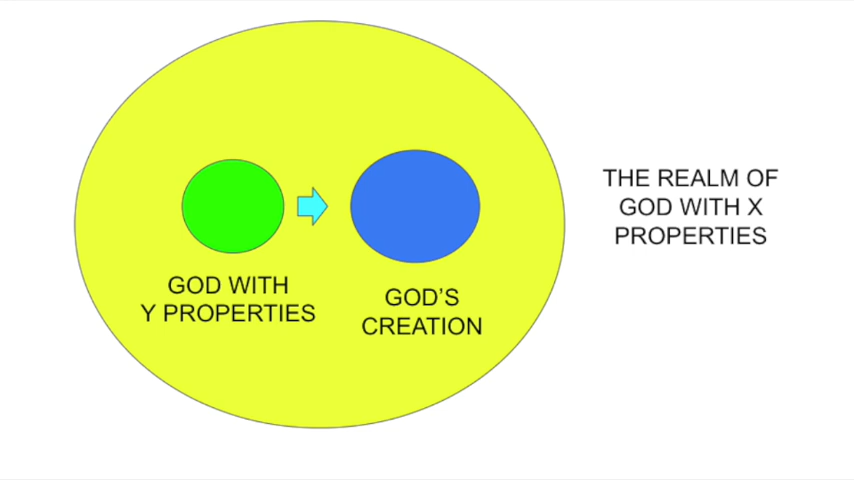 THE REALM OF
GOD WITH X
PROPERTIES
GOD WITH
Y PROPERTIES
GOD'S
CREATION